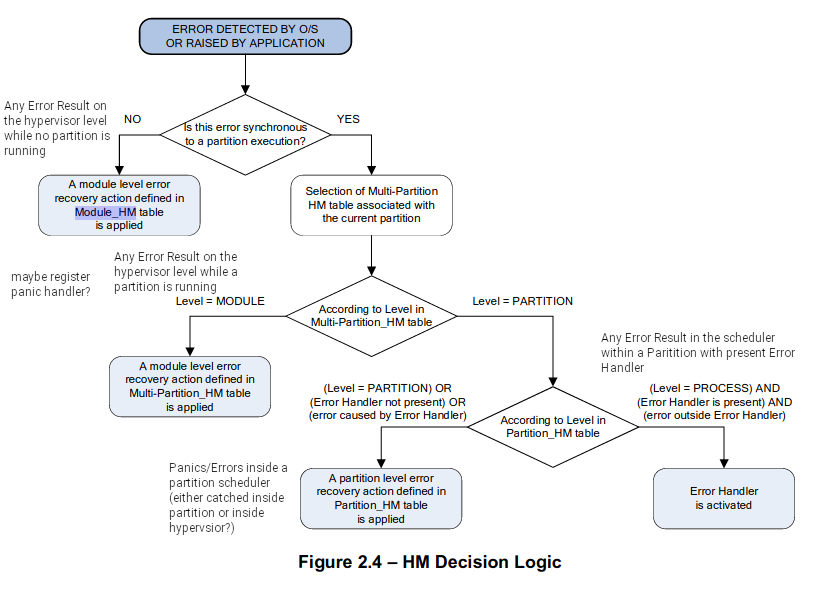 ERROR DETECTED BY O/S
OR RAISED BY APPLICATION
Any Error Result on
the hypervisor level
while no partition is
running
NO
Is this error synchronous
to a partition execution?
YES
A module level error
recovery action defined in
Module_HM table
is applied
Selection of Multi-Partition
HM table associated with
the current partition
maybe register
panic handler?
Any Error Result on the
hypervisor level while a
partition is running
Level = MODULE
According to Level in
Multi-Partition_HM table
Level = PARTITION
A module level error
recovery action defined in
Multi-Partition_HM table
is applied
Any Error Result in the scheduler
within a Paritition with present Error
Handler
(Level = PARTITION) OR
(Error Handler not present) OR
(error caused by Error Handler)
According to Level in
Partition_HM table
(Level = PROCESS) AND
(Error Handler is present) AND
(error outside Error Handler)
Panics/Errors inside a
partition scheduler
(either catched inside
partition or inside
hypervsior?)
A partition level error
recovery action defined in
Partition_HM table
is applied
Error Handler
is activated
Figure 2.4 – HM Decision Logic